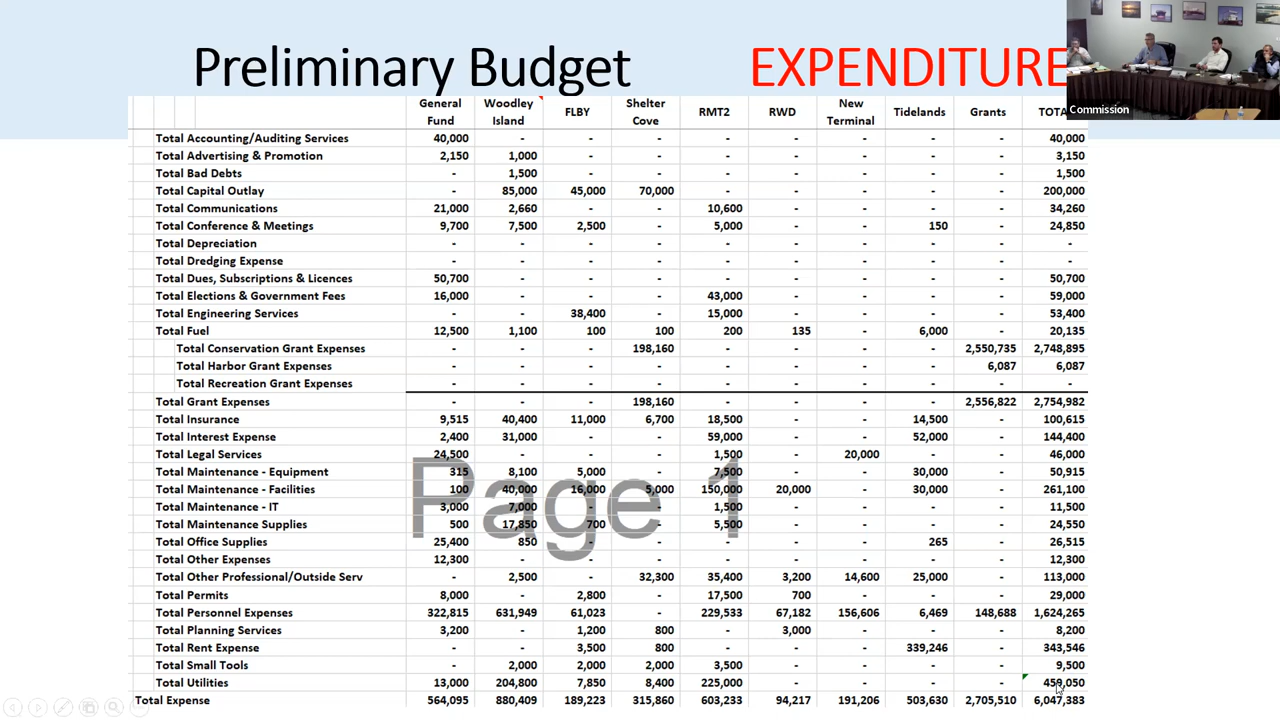 Preliminary Budget EXPENDITURE
Commission
General Fund Woodley Island FLBY Shelter Cove RMT2 RWD New Terminal Tidelands Grants
Total Accounting/Auditing Services 40,000 - - - - - - - - 40,000
Total Advertising & Promotion 2,150 1,000 - - - - - - - 3,150
Total Bad Debts - 1,500 - - - - - - - 1,500
Total Capital Outlay - 85,000 45,000 70,000 - - - - - 200,000
Total Communications 21,000 2,660 - - 10,600 - - - - 34,260
Total Conference & Meetings 9,700 7,500 2,500 - 5,000 - - 150 - 24,850
Total Depreciation - - - - - - - - - -
Total Dredging Expense - - - - - - - - - -
Total Dues, Subscriptions & Licences 50,700 - - - - - - - - 50,700
Total Elections & Government Fees 16,000 - - - 43,000 - - - - 59,000
Total Engineering Services - - 38,400 - 15,000 - - - - 53,400
Total Fuel 12,500 1,100 100 100 200 135 - 6,000 - 20,135
Total Conservation Grant Expenses - - - 198,160 - - - - 2,550,735 2,748,895
Total Harbor Grant Expenses - - - - - - - - 6,087 6,087
Total Recreation Grant Expenses - - - - - - - - - -
Total Grant Expenses - - - 198,160 - - - - 2,556,822 2,754,982
Total Insurance 9,515 40,400 11,000 6,700 18,500 - - 14,500 - 100,615
Total Interest Expense 2,400 31,000 - - 59,000 - - 52,000 - 144,400
Total Legal Services 24,500 - - - 1,500 - 20,000 - - 46,000
Total Maintenance - Equipment 315 8,100 5,000 - 7,500 - - 30,000 - 50,915
Total Maintenance - Facilities 100 40,000 16,000 5,000 150,000 20,000 - 30,000 - 261,100
Total Maintenance - IT 3,000 7,000 - - 1,500 - - - - 11,500
Total Maintenance Supplies 500 17,850 700 - 5,500 - - - - 24,550
Total Office Supplies 25,400 850 - - - - - 265 - 26,515
Total Other Expenses 12,300 - - - - - - - - 12,300
Total Other Professional/Outside Serv - 2,500 - 32,300 35,400 3,200 14,600 25,000 - 113,000
Total Permits 8,000 - 2,800 - 17,500 700 - - - 29,000
Total Personnel Expenses 322,815 631,949 61,023 - 229,533 67,182 156,606 6,469 148,688 1,624,265
Total Planning Services 3,200 - 1,200 800 - 3,000 - - - 8,200
Total Rent Expense - - 3,500 800 - - - 339,246 - 343,546
Total Small Tools - 2,000 2,000 2,000 3,500 - - - - 9,500
Total Utilities 13,000 204,800 7,850 8,400 225,000 - - - -
Total Expense 564,095 880,409 189,223 315,860 603,233 94,217 191,206 503,630 2,705,510 6,047,383
Page 1